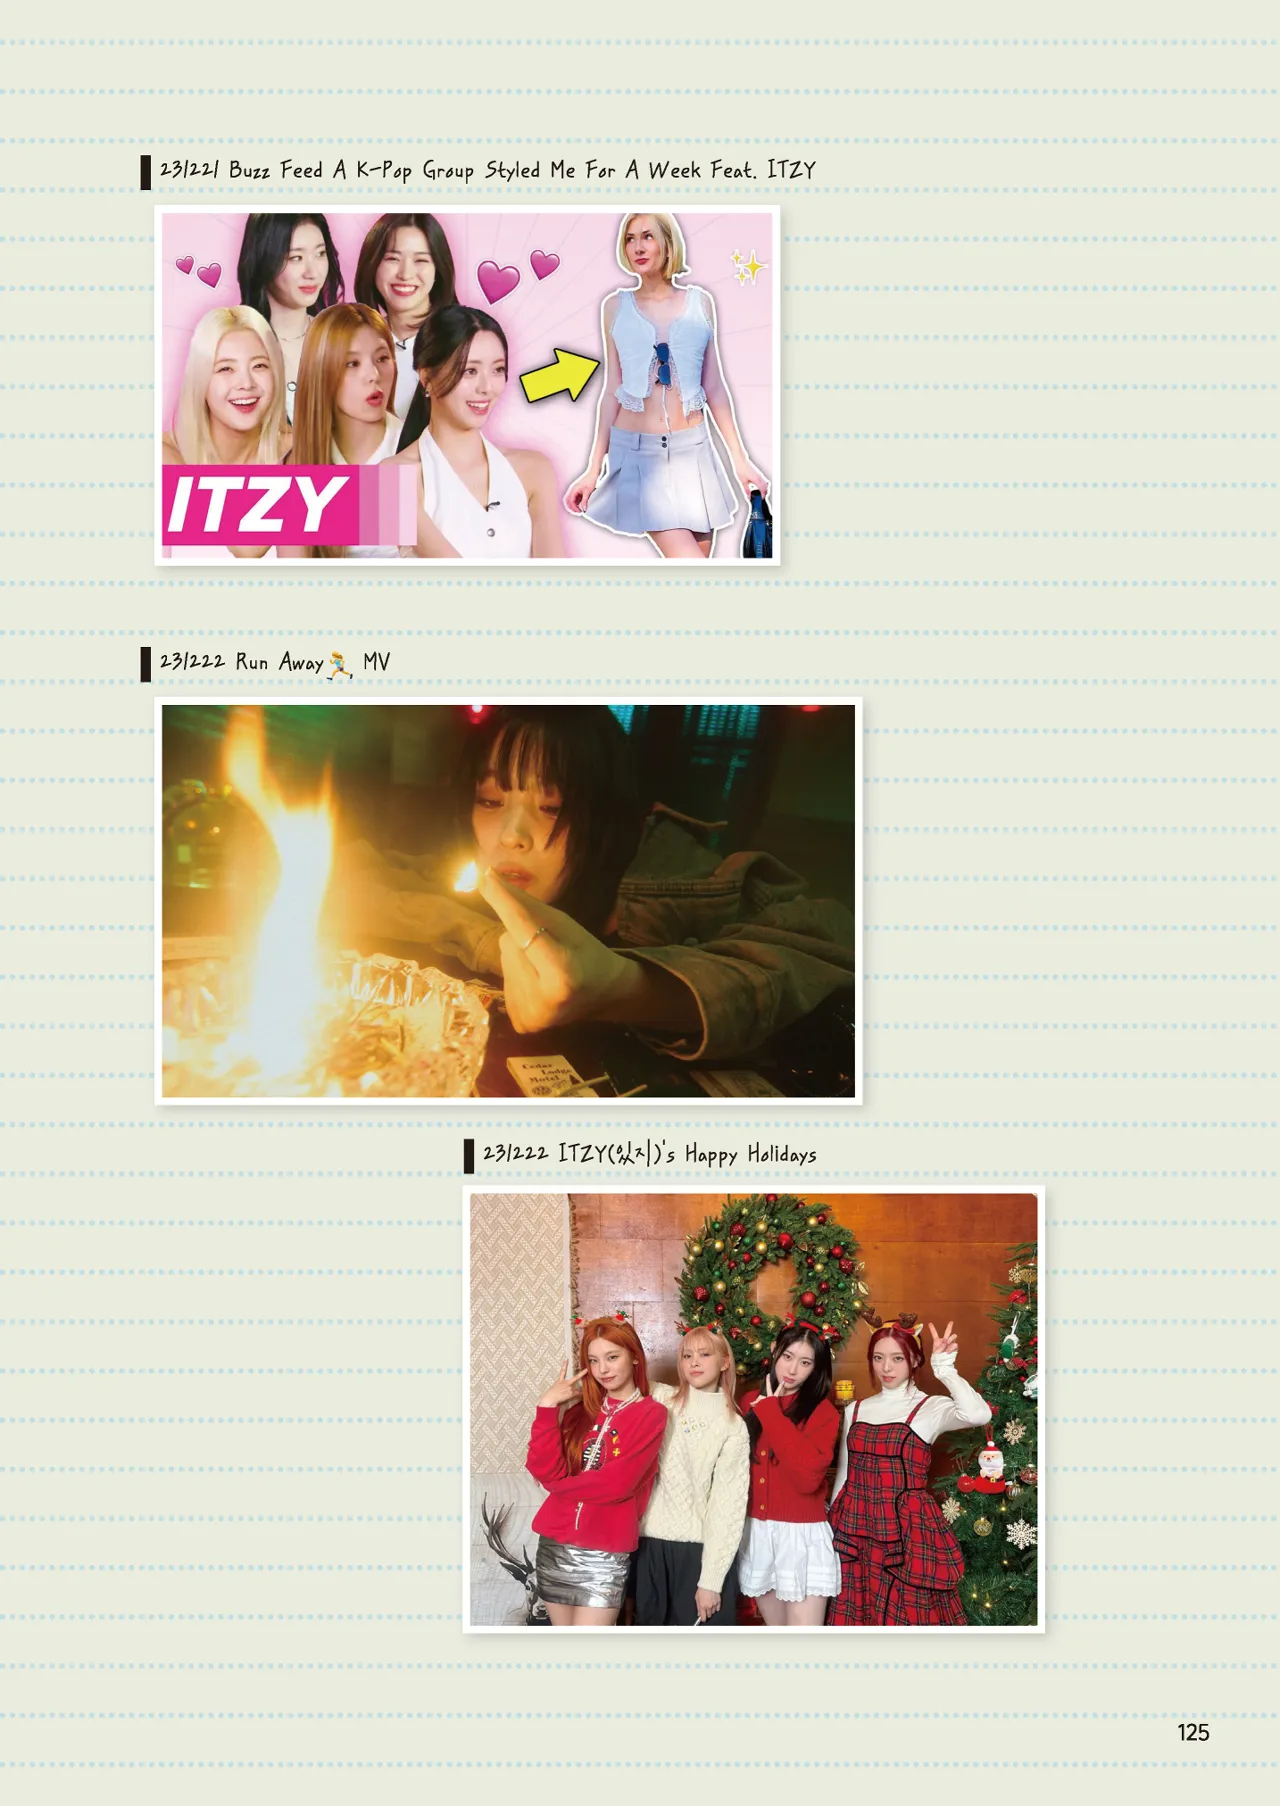 231221 Buzz Feed A K-Pop Group Styled Me For A Week Feat. ITZY
ITZY
231222 Run Away🏃 MV
Cedar
Lodge
Motel
231222 ITZY(있지)'s Happy Holidays
125